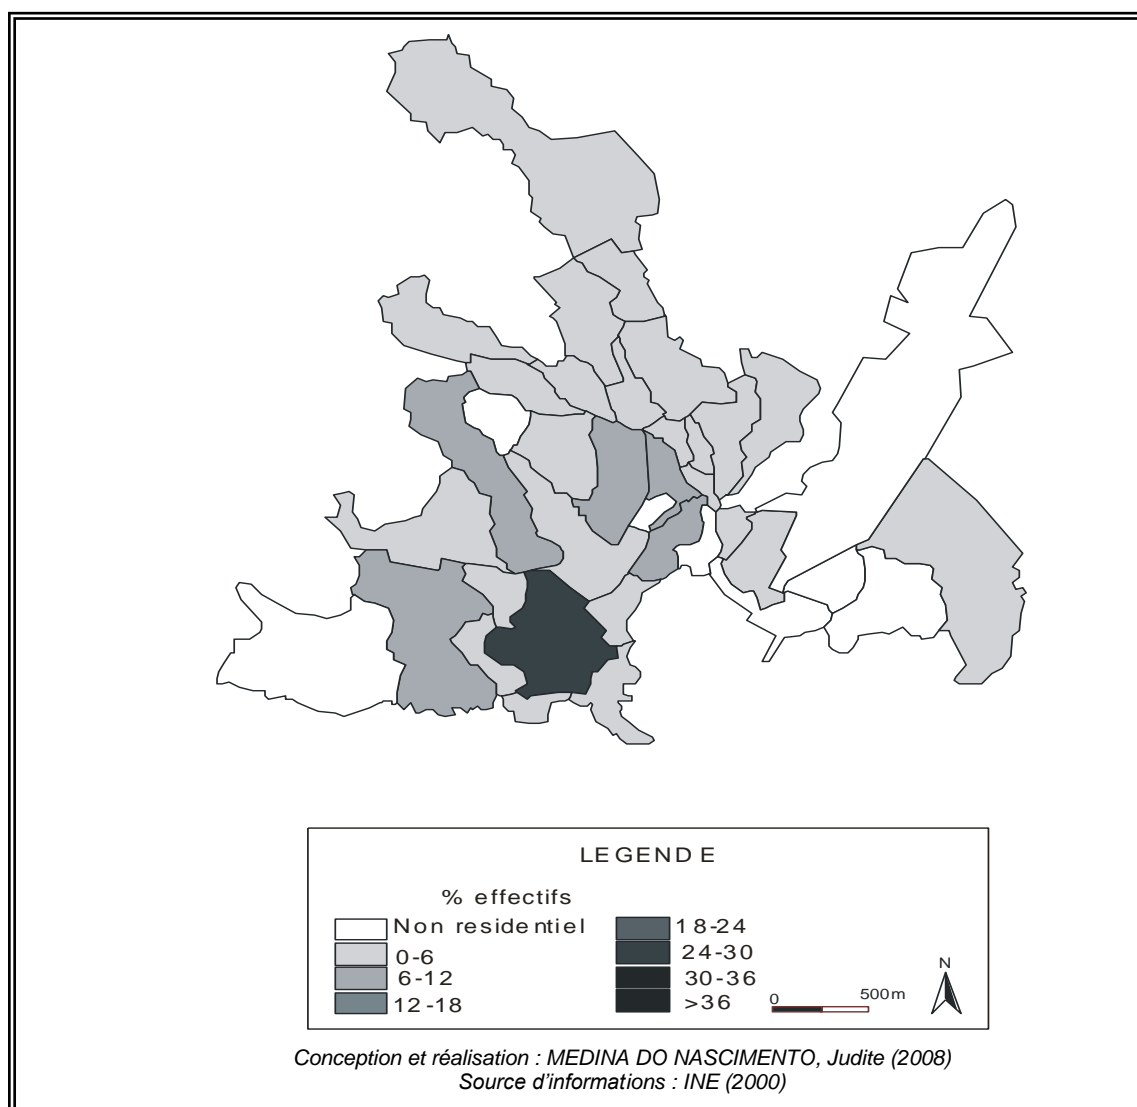 LEGENDE
% effectifs
Non residentiel
0-6
6-12
12-18
18-24
24-30
30-36
>36
0 500m
N
Conception et réalisation : MEDINA DO NASCIMENTO, Judite (2008)
Source d'informations : INE (2000)